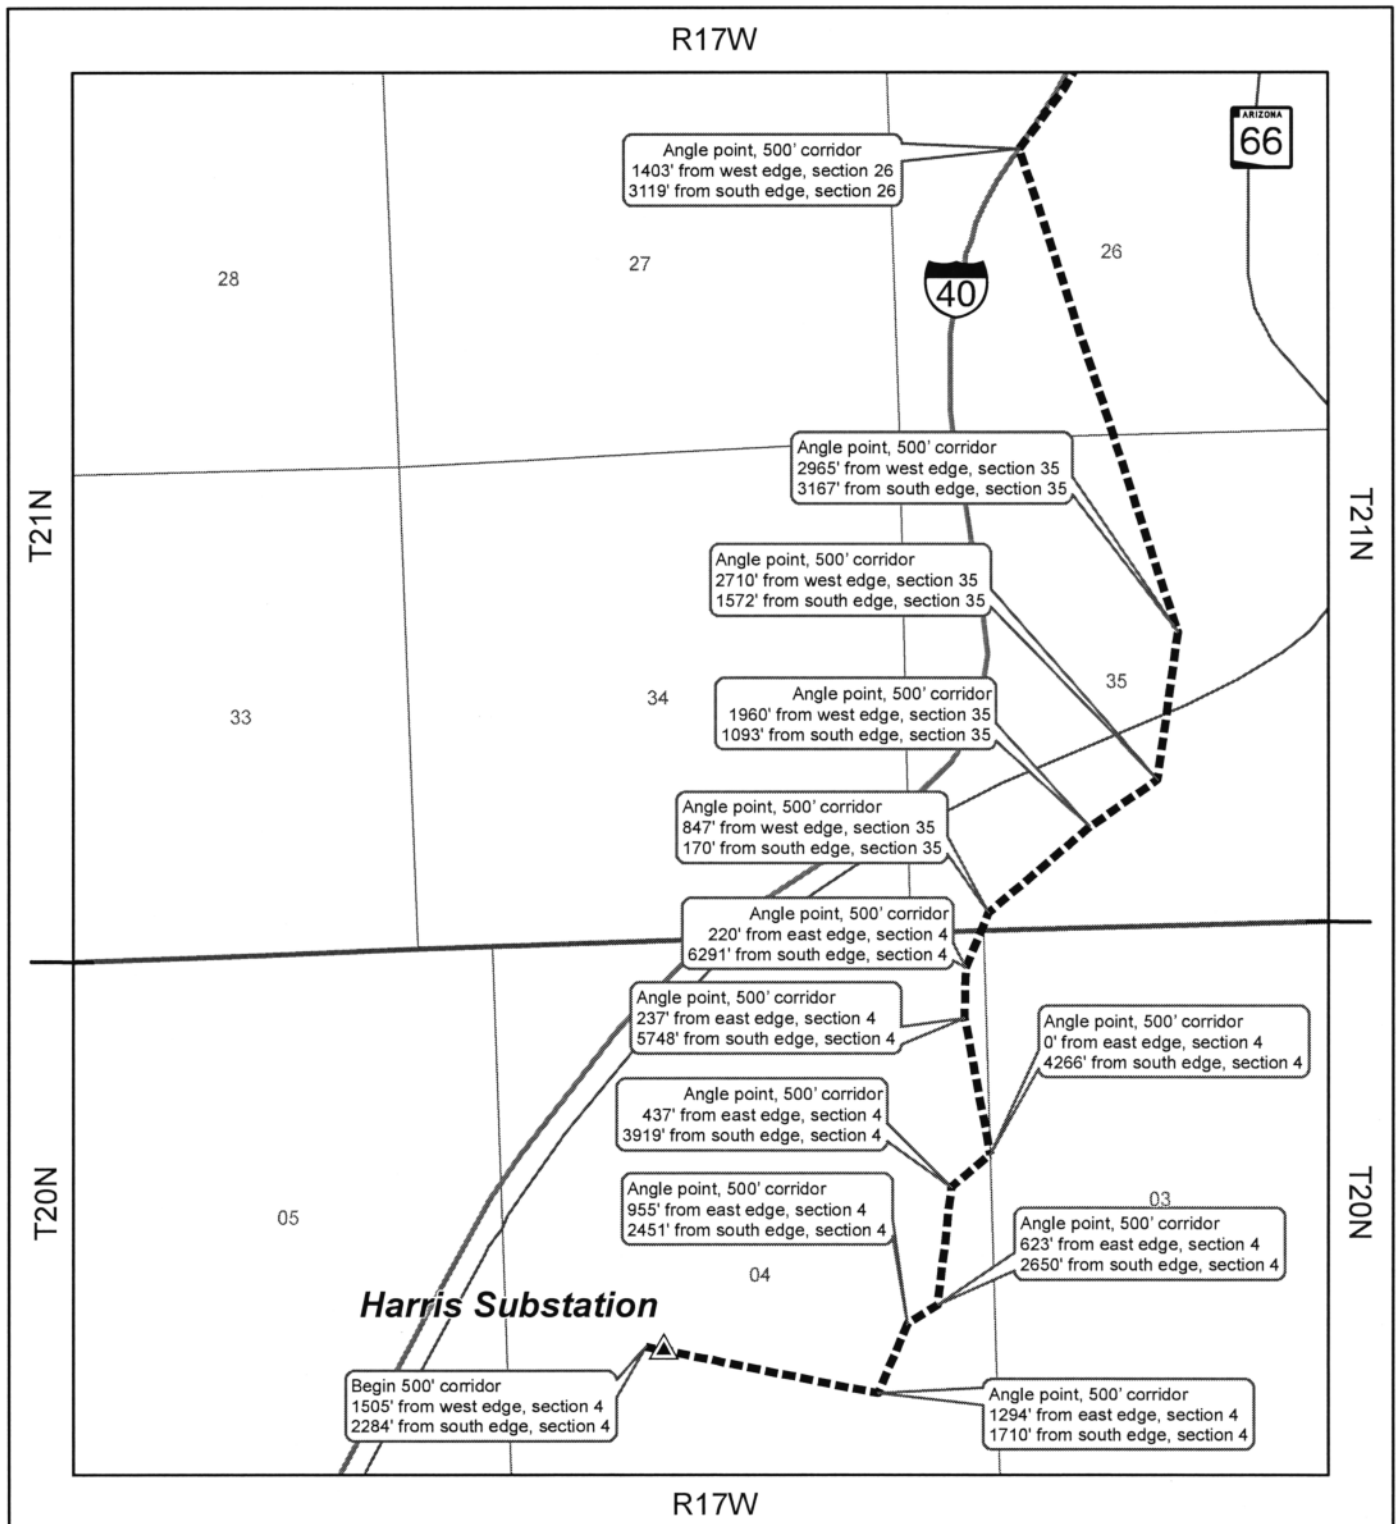 R17W
ARIZONA
66
Angle point, 500' corridor
1403' from west edge, section 26
3119' from south edge, section 26
28
27
26
40
Angle point, 500' corridor
2965' from west edge, section 35
3167' from south edge, section 35
T21N
T21N
Angle point, 500' corridor
2710' from west edge, section 35
1572' from south edge, section 35
33
34
35
Angle point, 500' corridor
1960' from west edge, section 35
1093' from south edge, section 35
Angle point, 500' corridor
847' from west edge, section 35
170' from south edge, section 35
Angle point, 500' corridor
220' from east edge, section 4
6291' from south edge, section 4
Angle point, 500' corridor
237' from east edge, section 4
5748' from south edge, section 4
Angle point, 500' corridor
0' from east edge, section 4
4266' from south edge, section 4
Angle point, 500' corridor
437' from east edge, section 4
3919' from south edge, section 4
T20N
T20N
05
03
Angle point, 500' corridor
955' from east edge, section 4
2451' from south edge, section 4
Angle point, 500' corridor
623' from east edge, section 4
2650' from south edge, section 4
04
Harris Substation
Begin 500' corridor
1505' from west edge, section 4
2284' from south edge, section 4
Angle point, 500' corridor
1294' from east edge, section 4
1710' from south edge, section 4
R17W